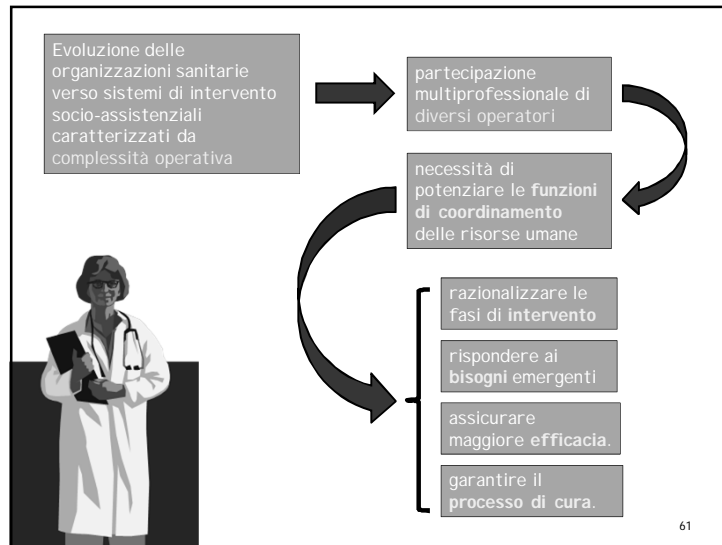 Evoluzione delle
organizzazioni sanitarie
verso sistemi di intervento
socio-assistenziali
caratterizzati da
complessità operativa
partecipazione
multiprofessionale di
diversi operatori
necessità di
potenziare le funzioni
di coordinamento
delle risorse umane
razionalizzare le
fasi di intervento
rispondere ai
bisogni emergenti
assicurare
maggiore efficacia.
garantire il
processo di cura.
61